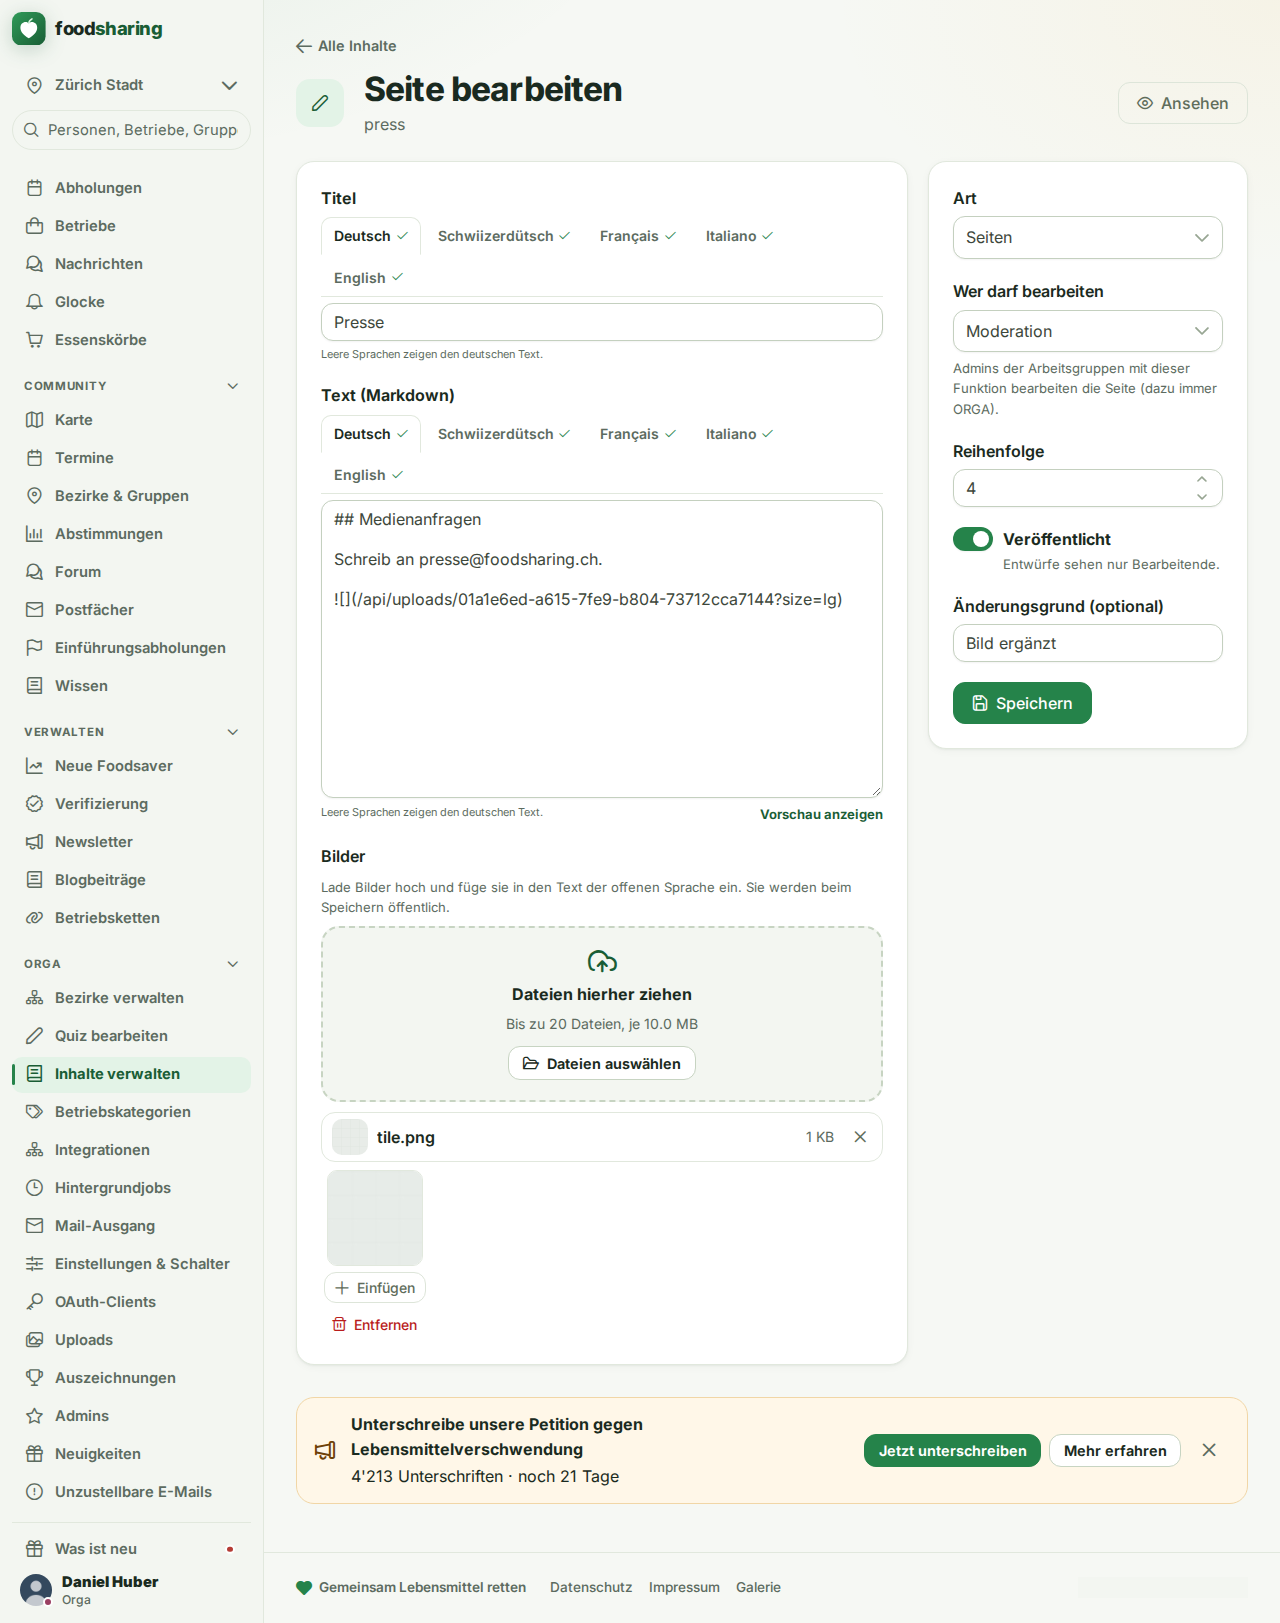 foodsharing
Zürich Stadt
Personen, Betriebe, Grupp
Abholungen
Betriebe
Nachrichten
Glocke
Essenskörbe
COMMUNITY
Karte
Termine
Bezirke & Gruppen
Abstimmungen
Forum
Postfächer
Einführungsabholungen
Wissen
VERWALTEN
Neue Foodsaver
Verifizierung
Newsletter
Blogbeiträge
Betriebsketten
ORGA
Bezirke verwalten
Quiz bearbeiten
Inhalte verwalten
Betriebskategorien
Integrationen
Hintergrundjobs
Mail-Ausgang
Einstellungen & Schalter
OAuth-Clients
Uploads
Auszeichnungen
Admins
Neuigkeiten
Unzustellbare E-Mails
Was ist neu
Daniel Huber
Orga
Alle Inhalte
Seite bearbeiten
press
Ansehen
Titel
Deutsch Schwiizerdütsch Français Italiano
English
Presse
Leere Sprachen zeigen den deutschen Text.
Text (Markdown)
Deutsch Schwiizerdütsch Français Italiano
English
## Medienanfragen
Schreib an presse@foodsharing.ch.
![](/api/uploads/01a1e6ed-a615-7fe9-b804-73712cca7144?size=lg)
Leere Sprachen zeigen den deutschen Text. Vorschau anzeigen
Bilder
Lade Bilder hoch und füge sie in den Text der offenen Sprache ein. Sie werden beim
Speichern öffentlich.
Dateien hierher ziehen
Bis zu 20 Dateien, je 10.0 MB
Dateien auswählen
tile.png 1 KB
Einfügen
Entfernen
Art
Seiten
Wer darf bearbeiten
Moderation
Admins der Arbeitsgruppen mit dieser
Funktion bearbeiten die Seite (dazu immer
ORGA).
Reihenfolge
4
Veröffentlicht
Entwürfe sehen nur Bearbeitende.
Änderungsgrund (optional)
Bild ergänzt
Speichern
Unterschreibe unsere Petition gegen
Lebensmittelverschwendung
4'213 Unterschriften · noch 21 Tage
Jetzt unterschreiben Mehr erfahren
Gemeinsam Lebensmittel retten Datenschutz Impressum Galerie